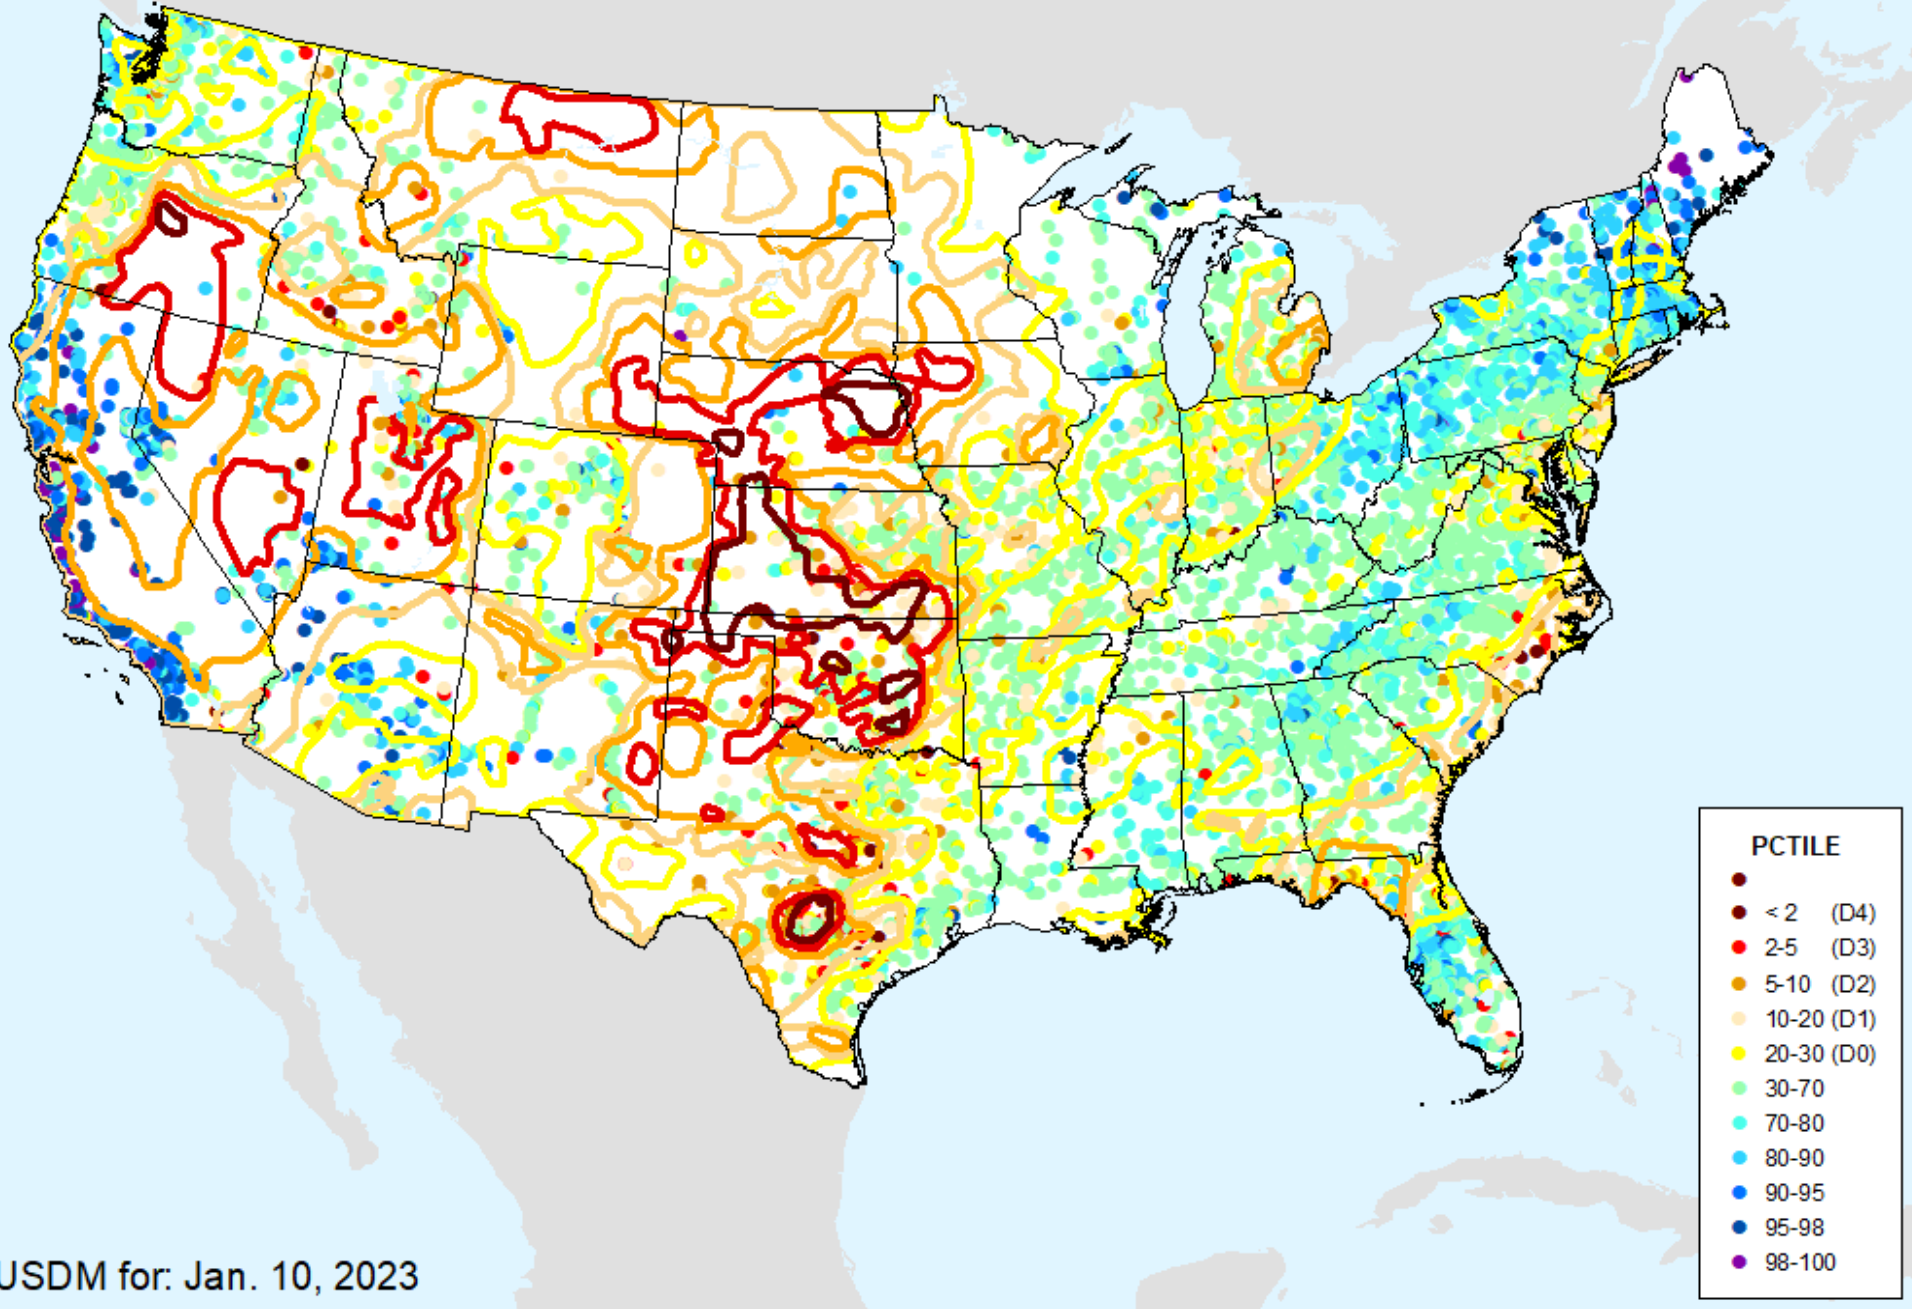 PCTILE
< 2 (D4)
2-5 (D3)
5-10 (D2)
10-20 (D1)
20-30 (D0)
30-70
70-80
80-90
90-95
95-98
98-100
USDM for: Jan. 10, 2023